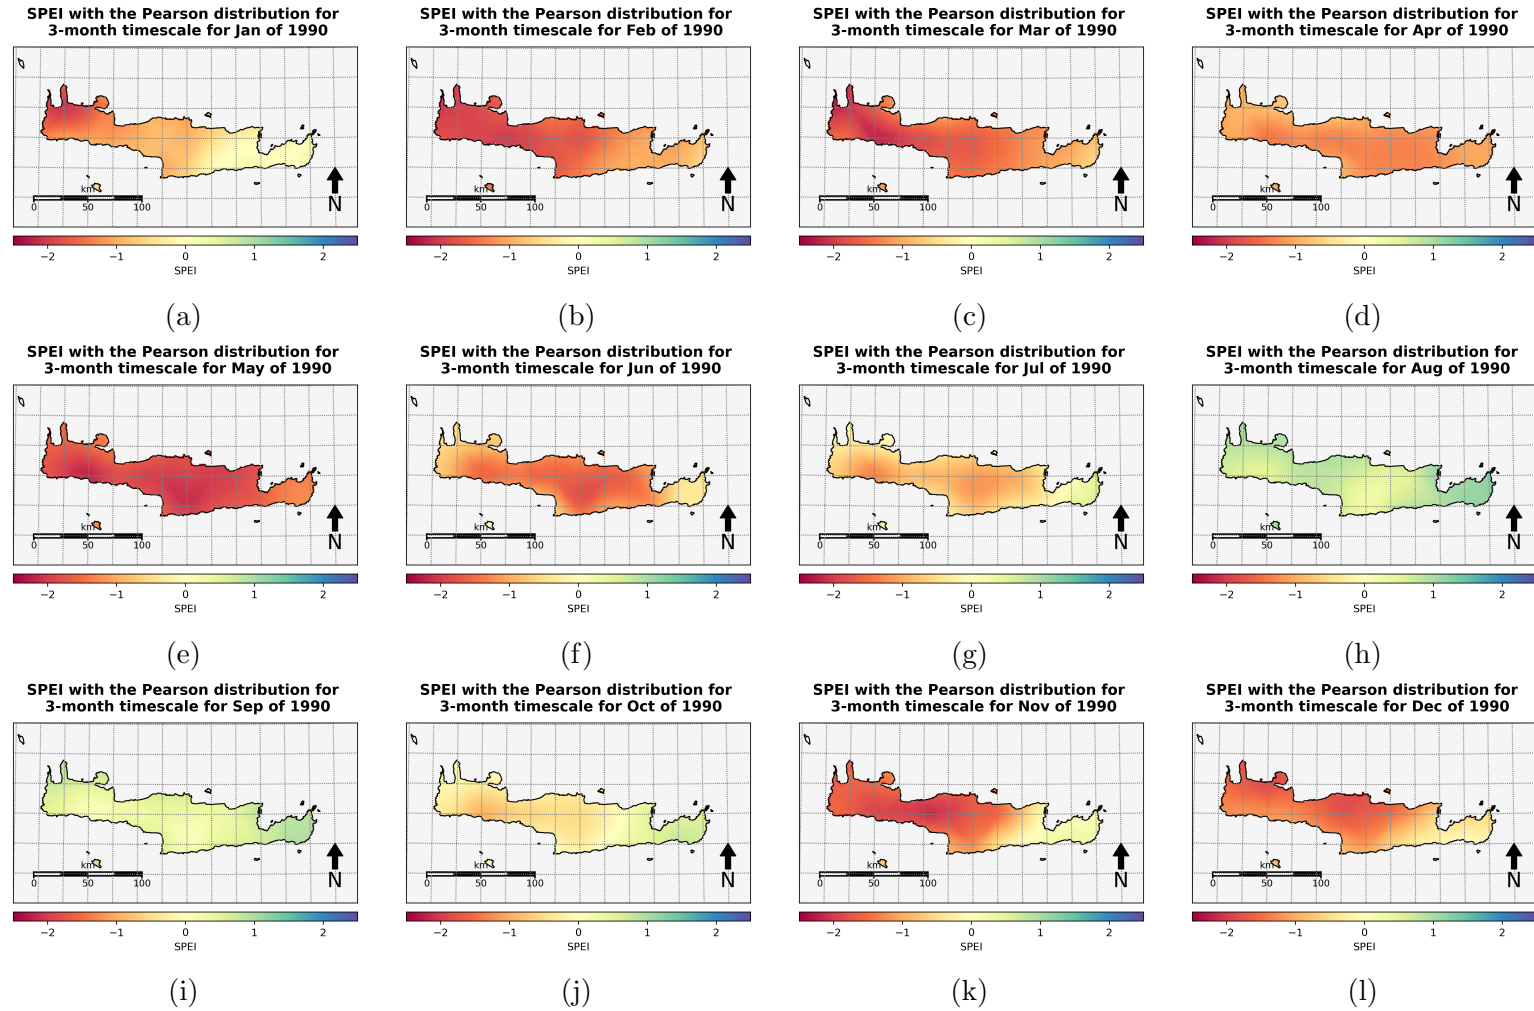 SPEI with the Pearson distribution for
3-month timescale for Jan of 1990
km
0 50 100
N
−2 −1 0 1 2
SPEI
(a)
SPEI with the Pearson distribution for
3-month timescale for Feb of 1990
km
0 50 100
N
−2 −1 0 1 2
SPEI
(b)
SPEI with the Pearson distribution for
3-month timescale for Mar of 1990
km
0 50 100
N
−2 −1 0 1 2
SPEI
(c)
SPEI with the Pearson distribution for
3-month timescale for Apr of 1990
km
0 50 100
N
−2 −1 0 1 2
SPEI
(d)
SPEI with the Pearson distribution for
3-month timescale for May of 1990
km
0 50 100
N
−2 −1 0 1 2
SPEI
(e)
SPEI with the Pearson distribution for
3-month timescale for Jun of 1990
km
0 50 100
N
−2 −1 0 1 2
SPEI
(f)
SPEI with the Pearson distribution for
3-month timescale for Jul of 1990
km
0 50 100
N
−2 −1 0 1 2
SPEI
(g)
SPEI with the Pearson distribution for
3-month timescale for Aug of 1990
km
0 50 100
N
−2 −1 0 1 2
SPEI
(h)
SPEI with the Pearson distribution for
3-month timescale for Sep of 1990
km
0 50 100
N
−2 −1 0 1 2
SPEI
(i)
SPEI with the Pearson distribution for
3-month timescale for Oct of 1990
km
0 50 100
N
−2 −1 0 1 2
SPEI
(j)
SPEI with the Pearson distribution for
3-month timescale for Nov of 1990
km
0 50 100
N
−2 −1 0 1 2
SPEI
(k)
SPEI with the Pearson distribution for
3-month timescale for Dec of 1990
km
0 50 100
N
−2 −1 0 1 2
SPEI
(l)